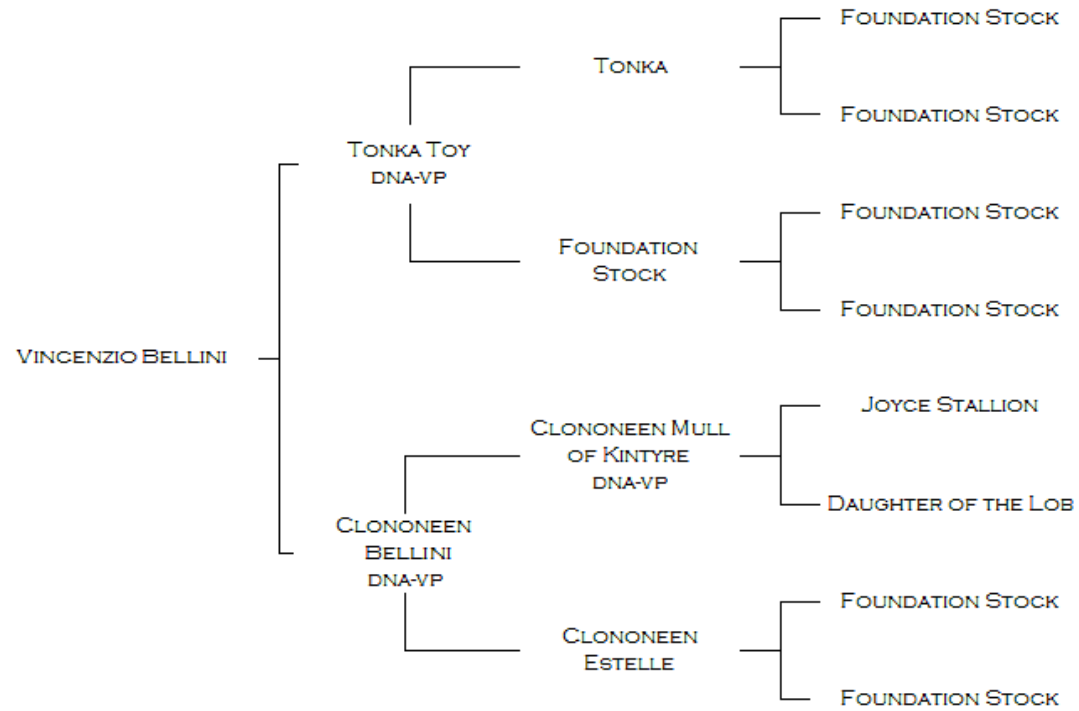 Foundation Stock
Tonka
Foundation Stock
Tonka Toy
DNA-VP
Foundation Stock
Foundation
Stock
Foundation Stock
Vincenzio Bellini
Joyce Stallion
Clononeen Mull
of Kintyre
DNA-VP
Daughter of the Lob
Clononeen
Bellini
DNA-VP
Foundation Stock
Clononeen
Estelle
Foundation Stock